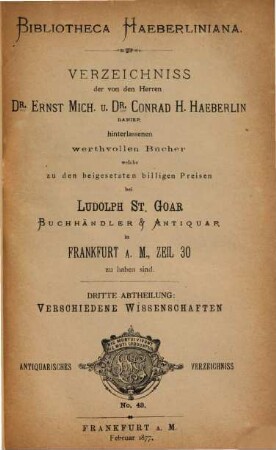 BIBLIOTHECA HAEBERLINIANA.
VERZEICHNISS
der von den Herren
DR. ERNST MICH. U. DR. CONRAD H. HAEBERLIN
hinterlassenen
werthvollen Bücher
welche
zu den beigesetzten billigen Preisen
bei
LUDOLPH ST. GOAR
BUCHHÄNDLER & ANTIQUAR
in
FRANKFURT A. M., ZEIL 30
zu haben sind.
DRITTE ABTHEILUNG:
VERSCHIEDENE WISSENSCHAFTEN
ANTIQUARISCHES VERZEICHNISS
No. 43.
FRANKFURT A. M.
Februar 1877.